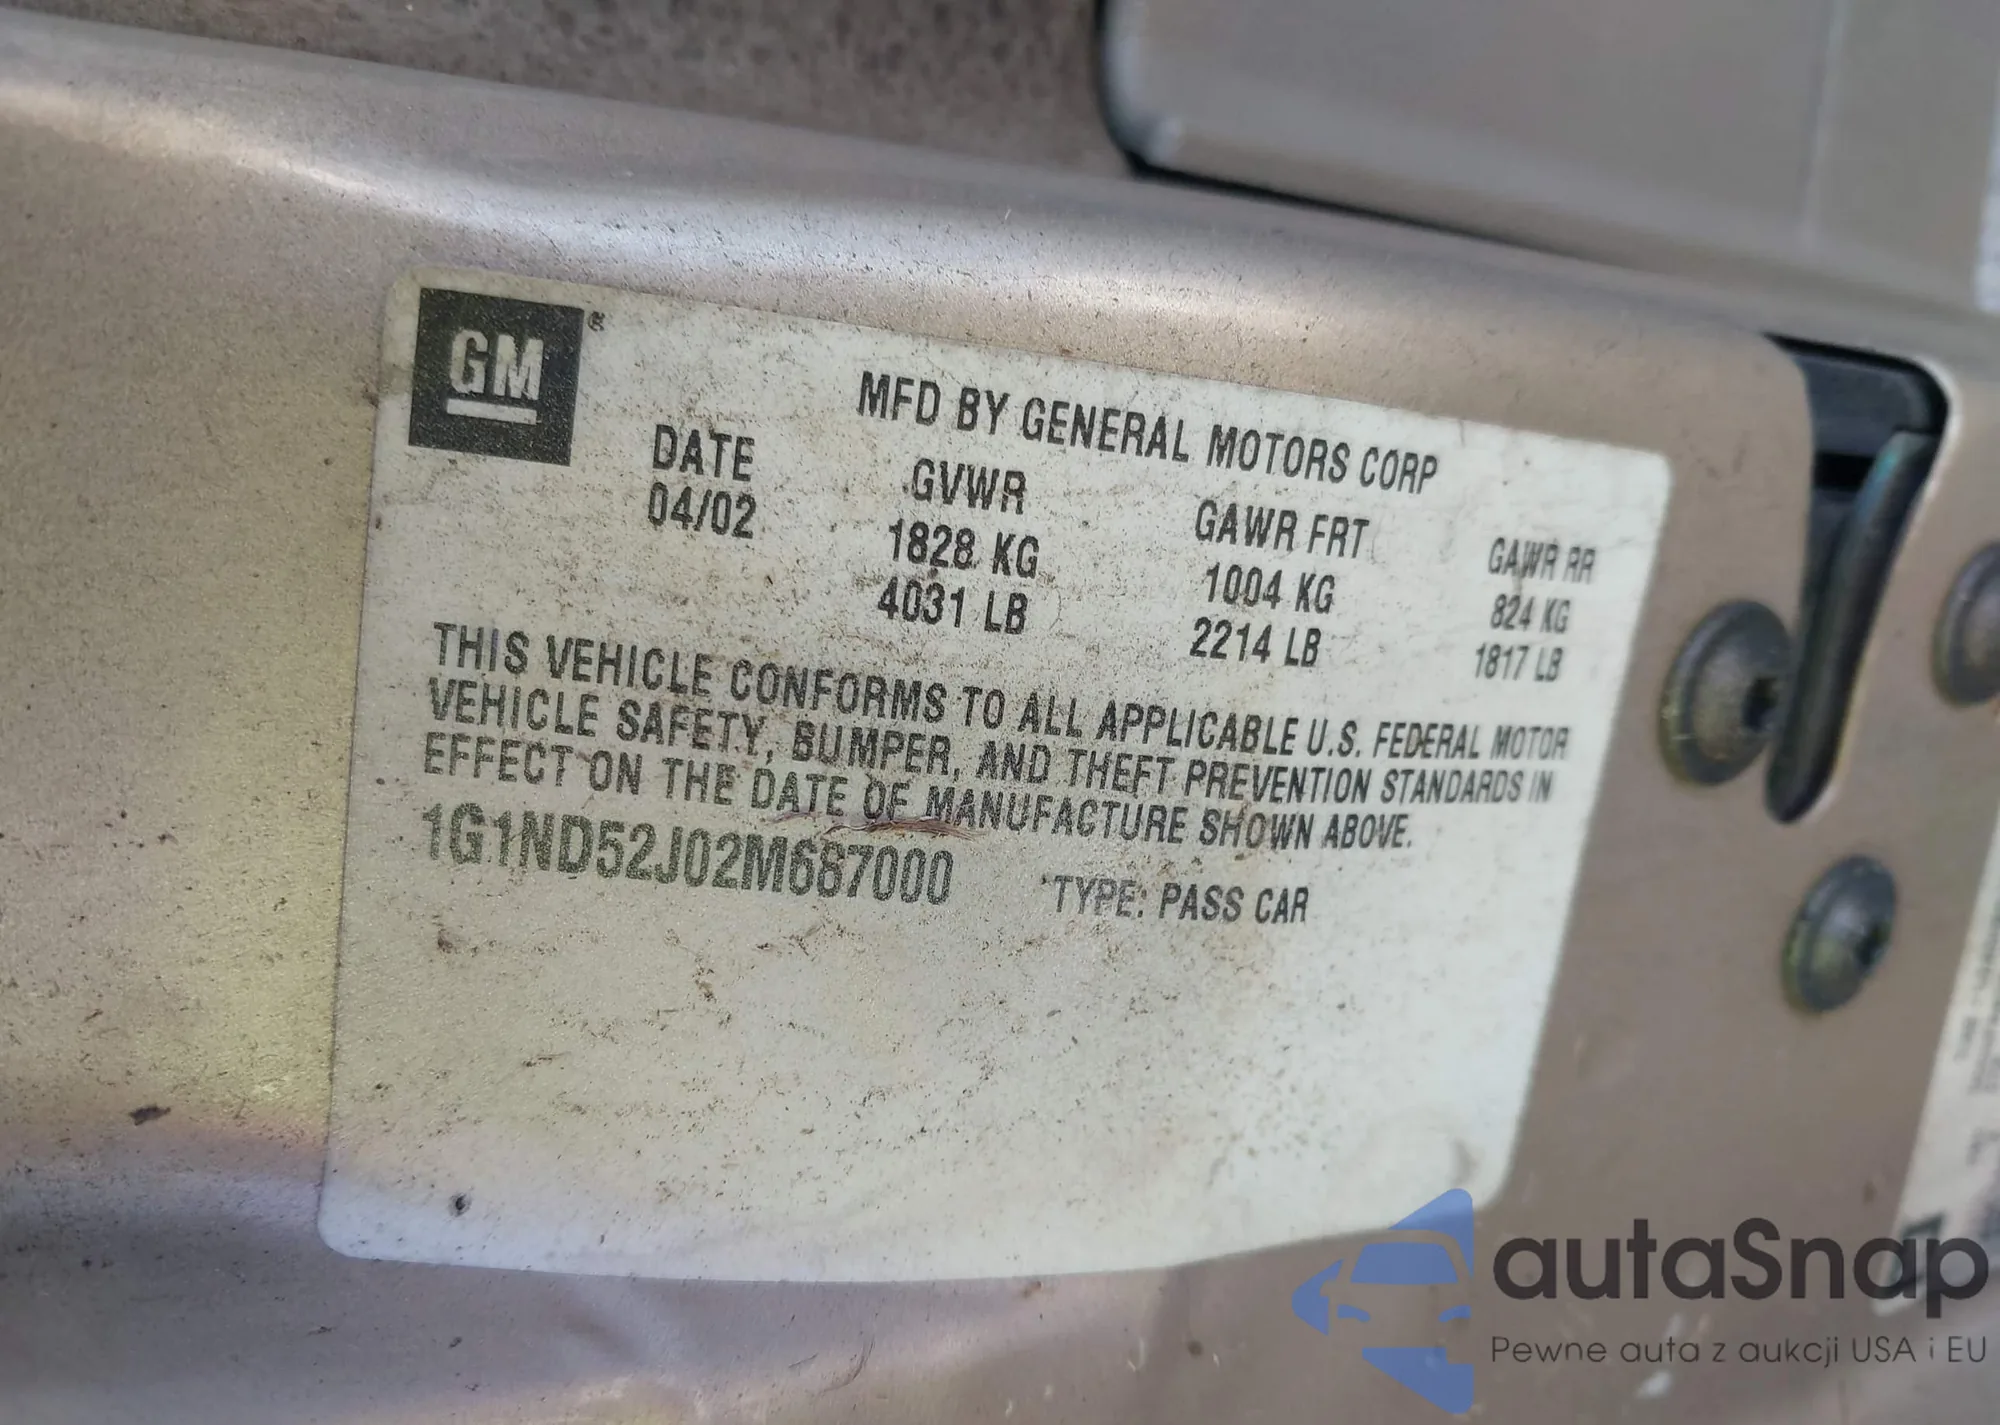 GM
MFD BY GENERAL MOTORS CORP
DATE GVWR GAWR FRT GAWR RR
04/02 1828 KG 1004 KG 824 KG
4031 LB 2214 LB 1817 LB
THIS VEHICLE CONFORMS TO ALL APPLICABLE U.S. FEDERAL MOTOR
VEHICLE SAFETY, BUMPER, AND THEFT PREVENTION STANDARDS IN
EFFECT ON THE DATE OF MANUFACTURE SHOWN ABOVE.
1G1ND52J02M687000 TYPE: PASS CAR
autaSnap
Pewne auta z aukcji USA i EU